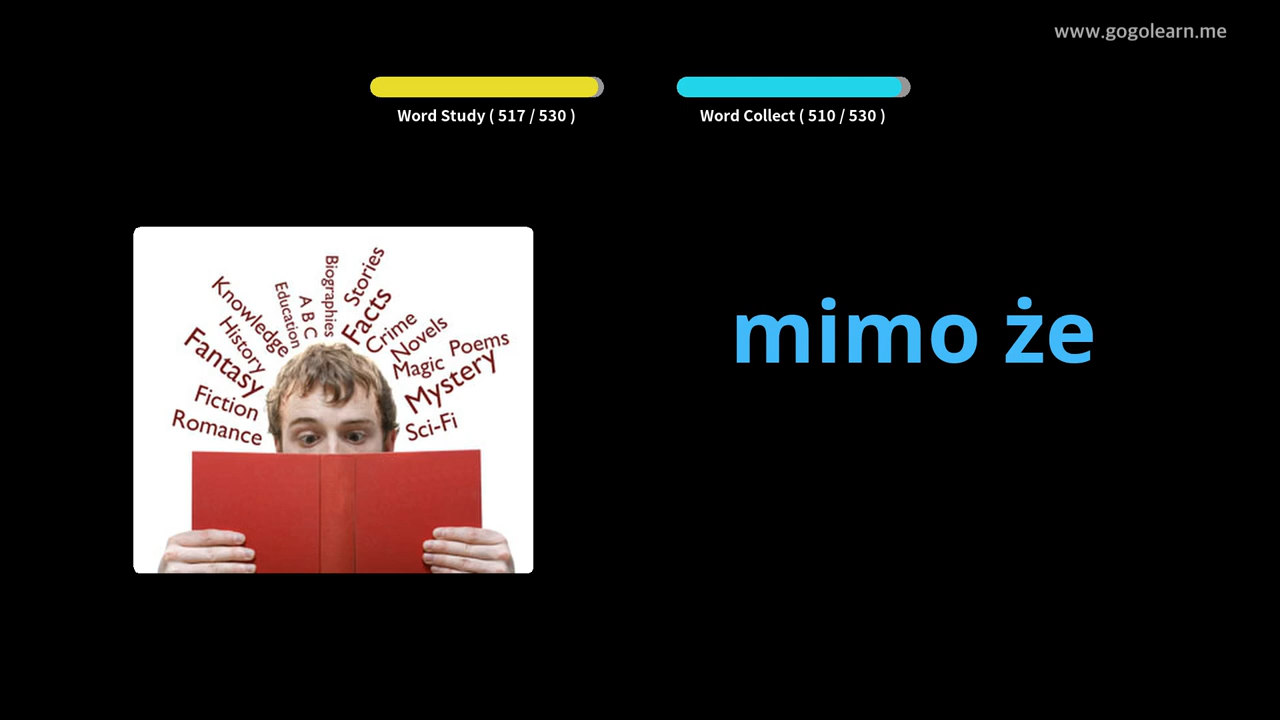 www.gogolearn.me
Word Study ( 517 / 530 )
Word Collect ( 510 / 530 )
Romance
Fiction
Fantasy
History
Knowledge
Education
A B C
Biographies
Stories
Facts
Crime
Novels
Magic
Poems
Mystery
Sci-Fi
mimo że